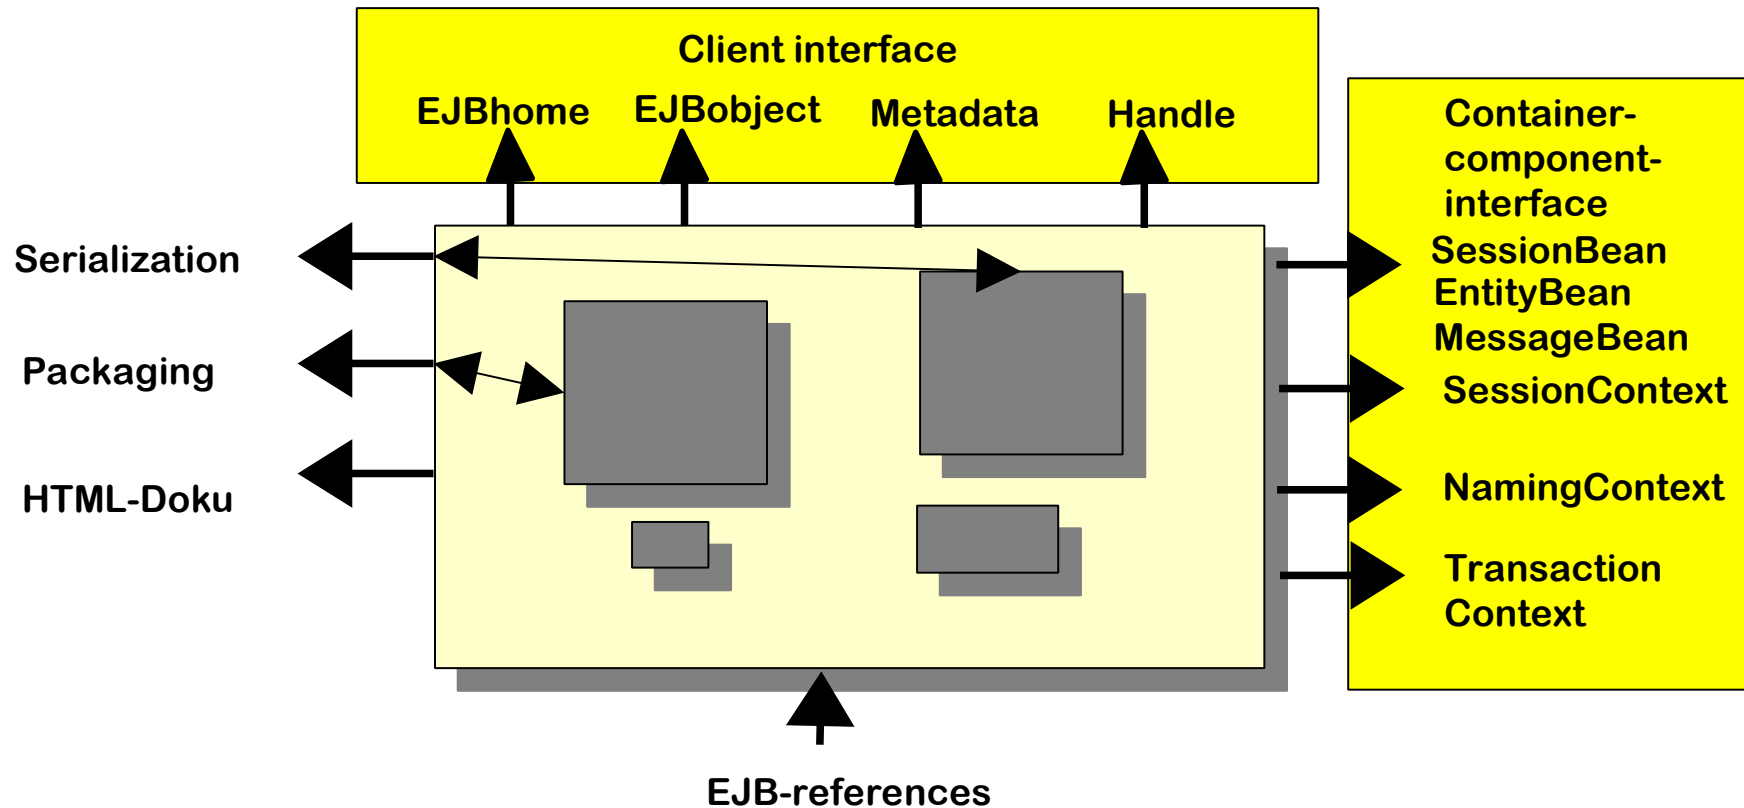 Client interface
EJBhome EJBobject Metadata Handle
Container-
component-
interface
SessionBean
EntityBean
MessageBean
SessionContext
NamingContext
Transaction
Context
Serialization
Packaging
HTML-Doku
EJB-references